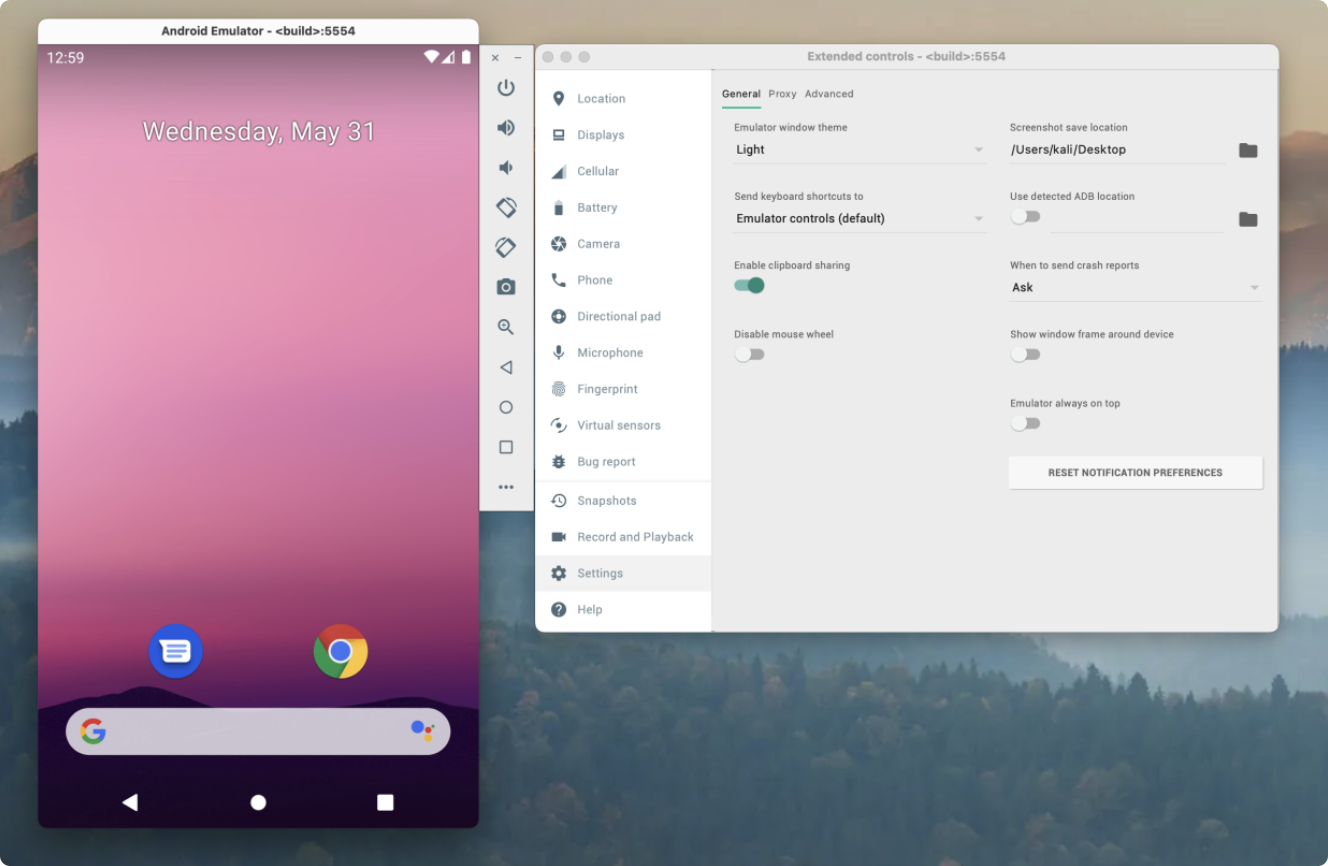 Android Emulator - <build>:5554
12:59
Wednesday, May 31
Extended controls - <build>:5554
Location
Displays
Cellular
Battery
Camera
Phone
Directional pad
Microphone
Fingerprint
Virtual sensors
Bug report
Snapshots
Record and Playback
Settings
Help
General Proxy Advanced
Emulator window theme
Light
Send keyboard shortcuts to
Emulator controls (default)
Enable clipboard sharing
Disable mouse wheel
Screenshot save location
/Users/kali/Desktop
Use detected ADB location
When to send crash reports
Ask
Show window frame around device
Emulator always on top
RESET NOTIFICATION PREFERENCES